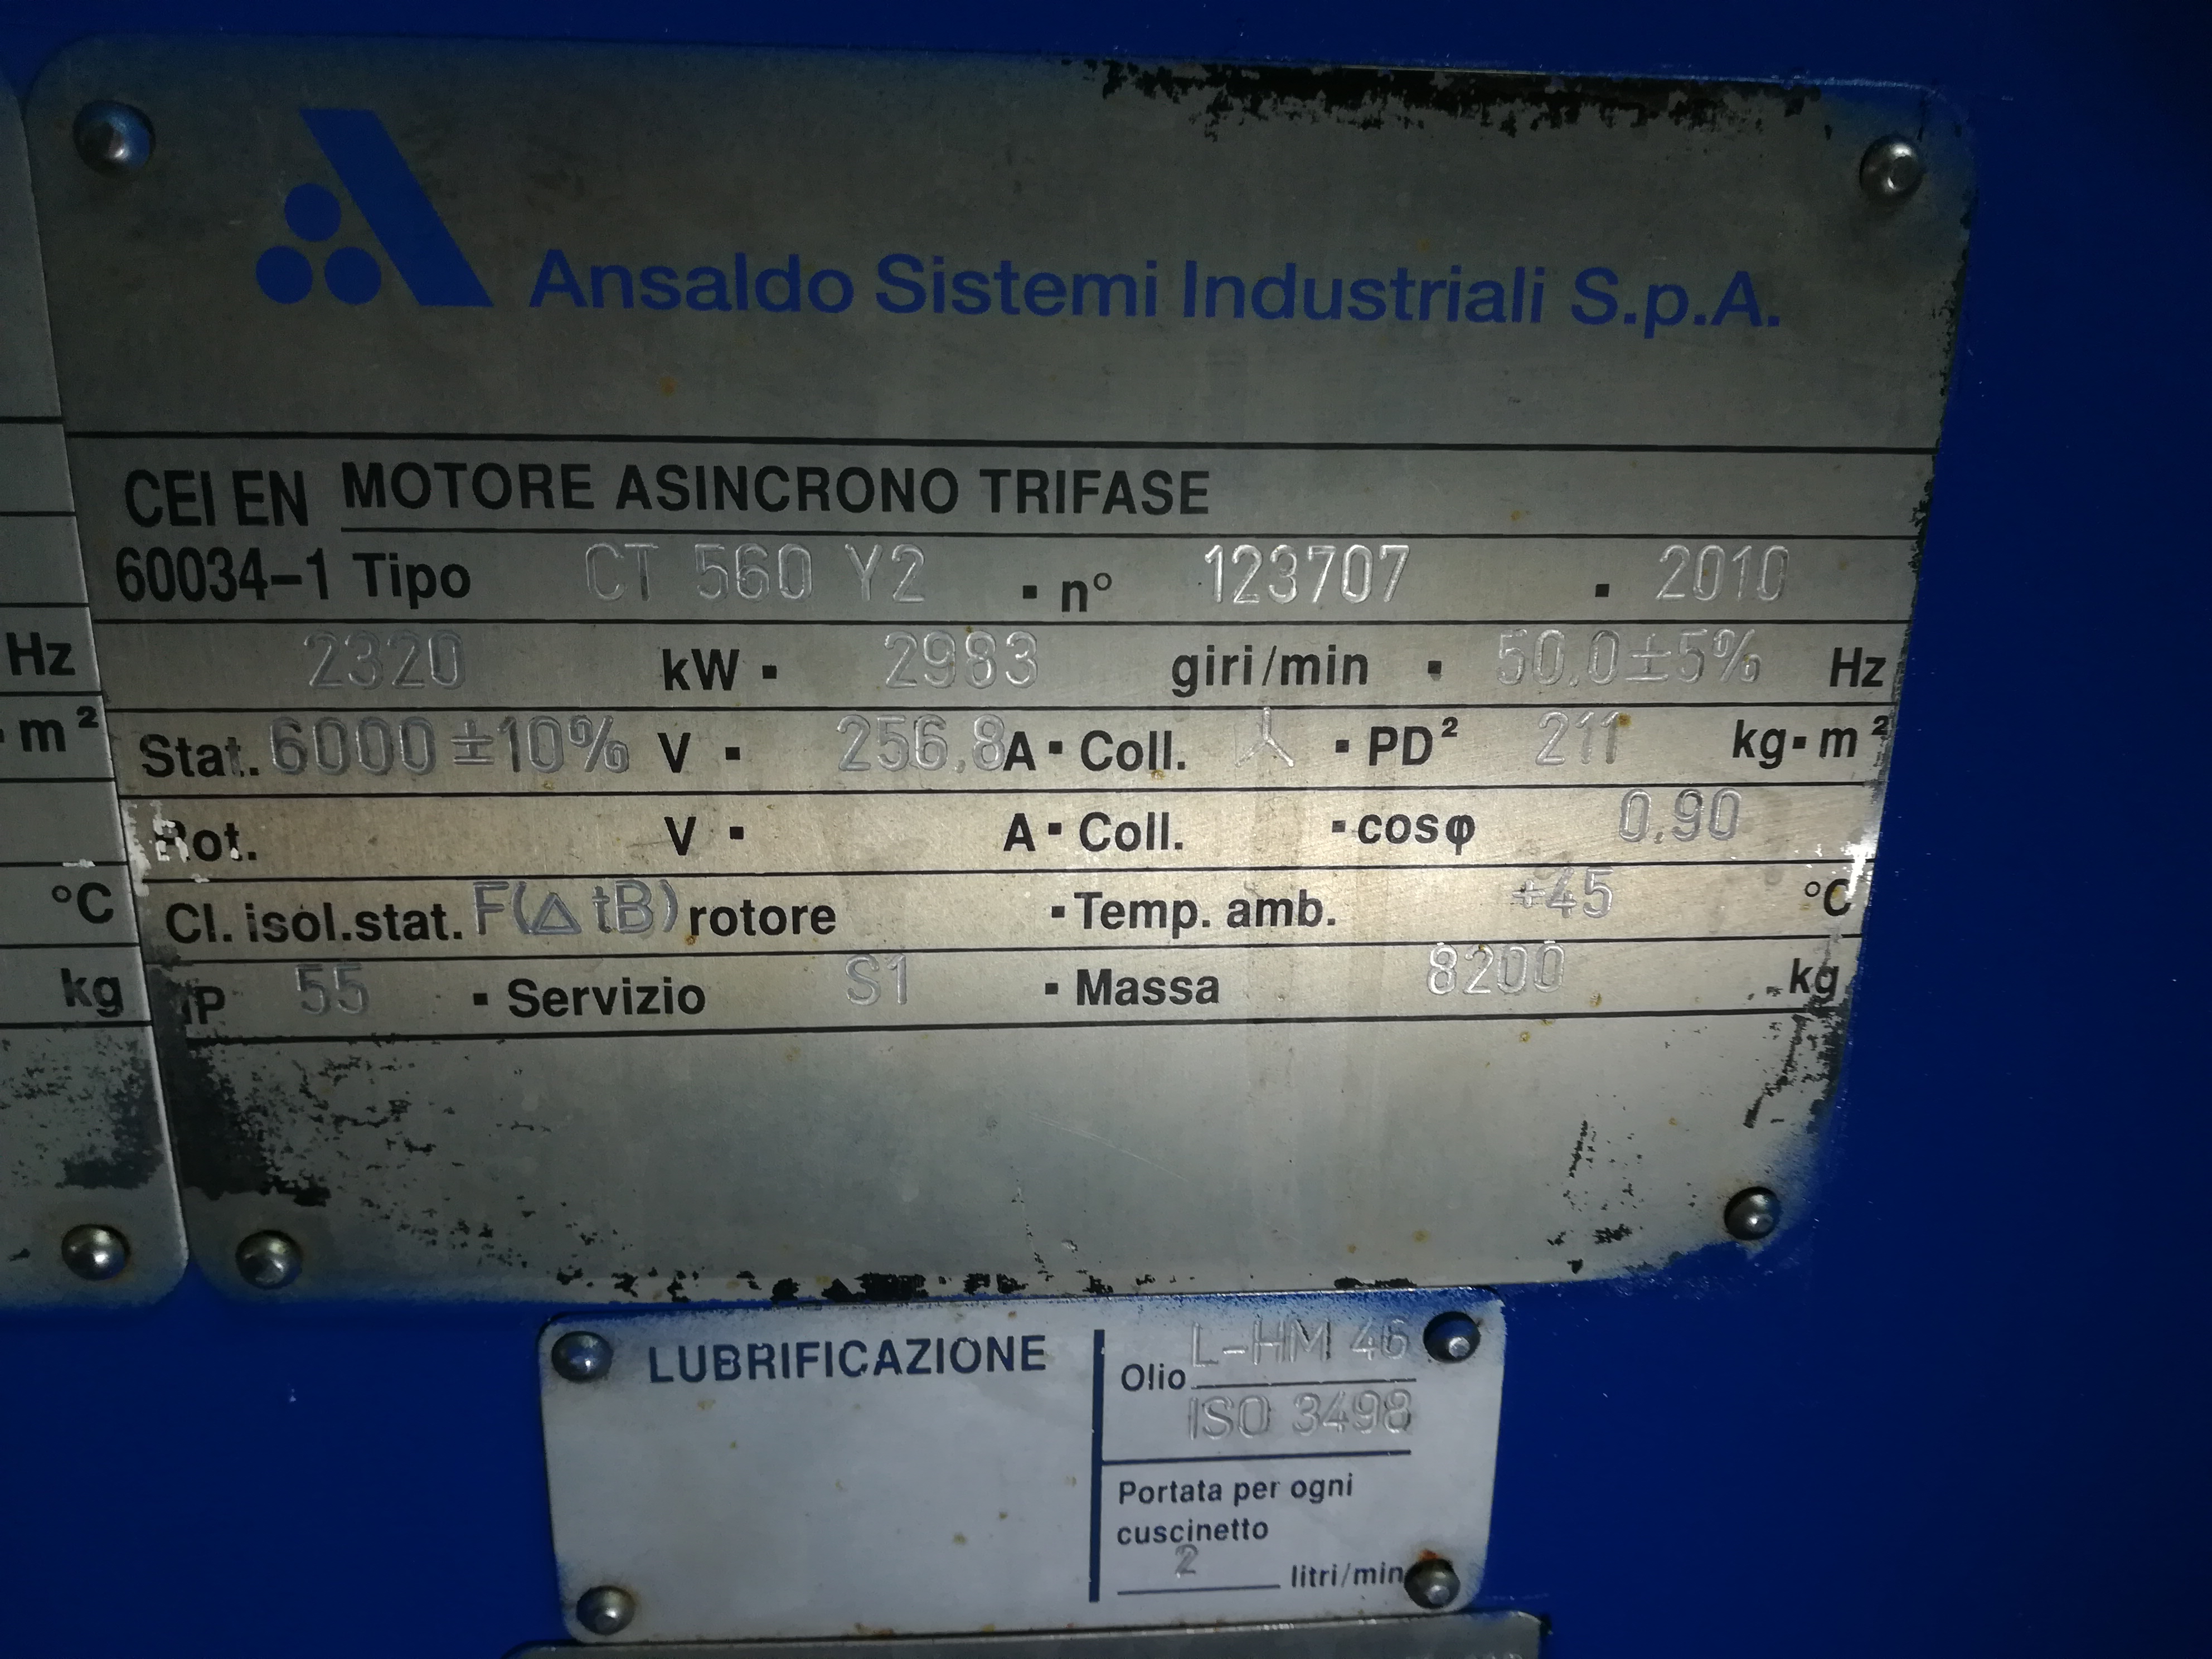 Ansaldo Sistemi Industriali S.p.A.
CEI EN MOTORE ASINCRONO TRIFASE
60034-1 Tipo CT 560 Y2 . n° 123707 . 2010
2320 kW . 2983 giri/min . 50.0±5% Hz
Stat. 6000 ±10% V . 256.8 A . Coll. . PD² 211 kg.m²
Rot. V . A . Coll. . cosφ 0.90
Cl. isol.stat. F(△tB) rotore . Temp. amb. +45 °C
IP 55 . Servizio S1 . Massa 8200 kg
Hz
.m²
°C
kg
LUBRIFICAZIONE
Olio L-HM 46
ISO 3498
Portata per ogni
cuscinetto
2 litri/min